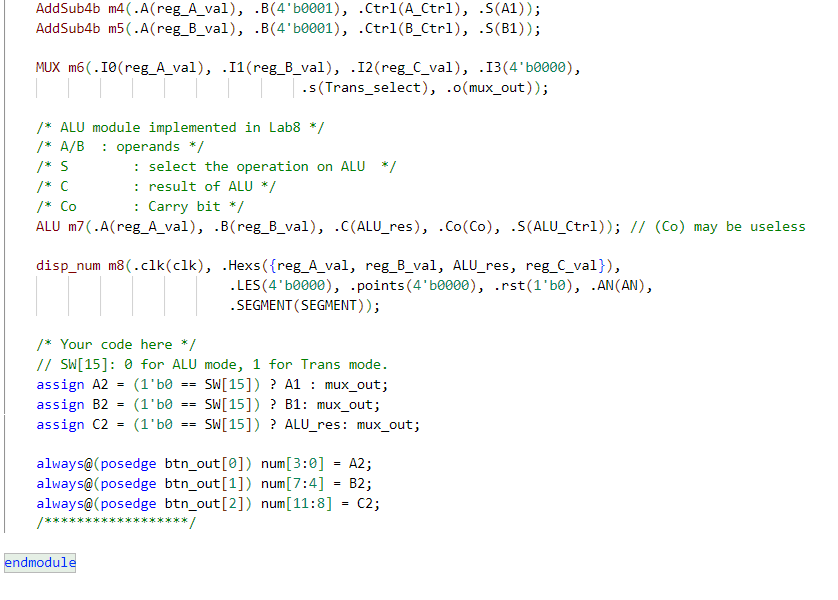 AddSub4b m4(.A(reg_A_val), .B(4'b0001), .Ctrl(A_Ctrl), .S(A1));
AddSub4b m5(.A(reg_B_val), .B(4'b0001), .Ctrl(B_Ctrl), .S(B1));
MUX m6(.I0(reg_A_val), .I1(reg_B_val), .I2(reg_C_val), .I3(4'b0000),
.s(Trans_select), .o(mux_out));
/* ALU module implemented in Lab8 */
/* A/B  : operands */
/* S        : select the operation on ALU  */
/* C        : result of ALU */
/* Co       : Carry bit */
ALU m7(.A(reg_A_val), .B(reg_B_val), .C(ALU_res), .Co(Co), .S(ALU_Ctrl)); // (Co) may be useless
disp_num m8(.clk(clk), .Hexs({reg_A_val, reg_B_val, ALU_res, reg_C_val}),
.LES(4'b0000), .points(4'b0000), .rst(1'b0), .AN(AN),
.SEGMENT(SEGMENT));
/* Your code here */
// SW[15]: 0 for ALU mode, 1 for Trans mode.
assign A2 = (1'b0 == SW[15]) ? A1 : mux_out;
assign B2 = (1'b0 == SW[15]) ? B1: mux_out;
assign C2 = (1'b0 == SW[15]) ? ALU_res: mux_out;
always@(posedge btn_out[0]) num[3:0] = A2;
always@(posedge btn_out[1]) num[7:4] = B2;
always@(posedge btn_out[2]) num[11:8] = C2;
/******************/
endmodule